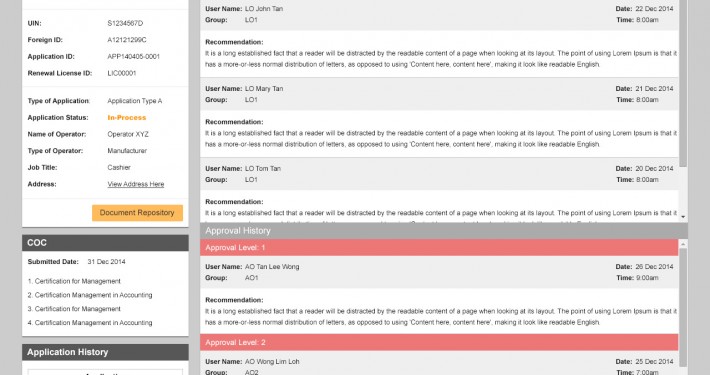 UIN: S1234567D
Foreign ID: A12121299C
Application ID: APP140405-0001
Renewal License ID: LIC00001
Type of Application: Application Type A
Application Status: In-Process
Name of Operator: Operator XYZ
Type of Operator: Manufacturer
Job Title: Cashier
Address: View Address Here
Document Repository
COC
Submitted Date: 31 Dec 2014
1. Certification for Management
2. Certification Management in Accounting
3. Certification for Management
4. Certification Management in Accounting
Application History
User Name: LO John Tan Date: 22 Dec 2014
Group: LO1 Time: 8:00am
Recommendation:
It is a long established fact that a reader will be distracted by the readable content of a page when looking at its layout. The point of using Lorem Ipsum is that it
has a more-or-less normal distribution of letters, as opposed to using 'Content here, content here', making it look like readable English.
User Name: LO Mary Tan Date: 21 Dec 2014
Group: LO1 Time: 8:00am
Recommendation:
It is a long established fact that a reader will be distracted by the readable content of a page when looking at its layout. The point of using Lorem Ipsum is that it
has a more-or-less normal distribution of letters, as opposed to using 'Content here, content here', making it look like readable English.
User Name: LO Tom Tan Date: 20 Dec 2014
Group: LO1 Time: 8:00am
Recommendation:
It is a long established fact that a reader will be distracted by the readable content of a page when looking at its layout. The point of using Lorem Ipsum is that it
Approval History
Approval Level: 1
User Name: AO Tan Lee Wong Date: 26 Dec 2014
Group: AO1 Time: 9:00am
Recommendation:
It is a long established fact that a reader will be distracted by the readable content of a page when looking at its layout. The point of using Lorem Ipsum is that it
has a more-or-less normal distribution of letters, as opposed to using 'Content here, content here', making it look like readable English.
Approval Level: 2
User Name: AO Wong Lim Loh Date: 25 Dec 2014
Group: AO2 Time: 7:00am